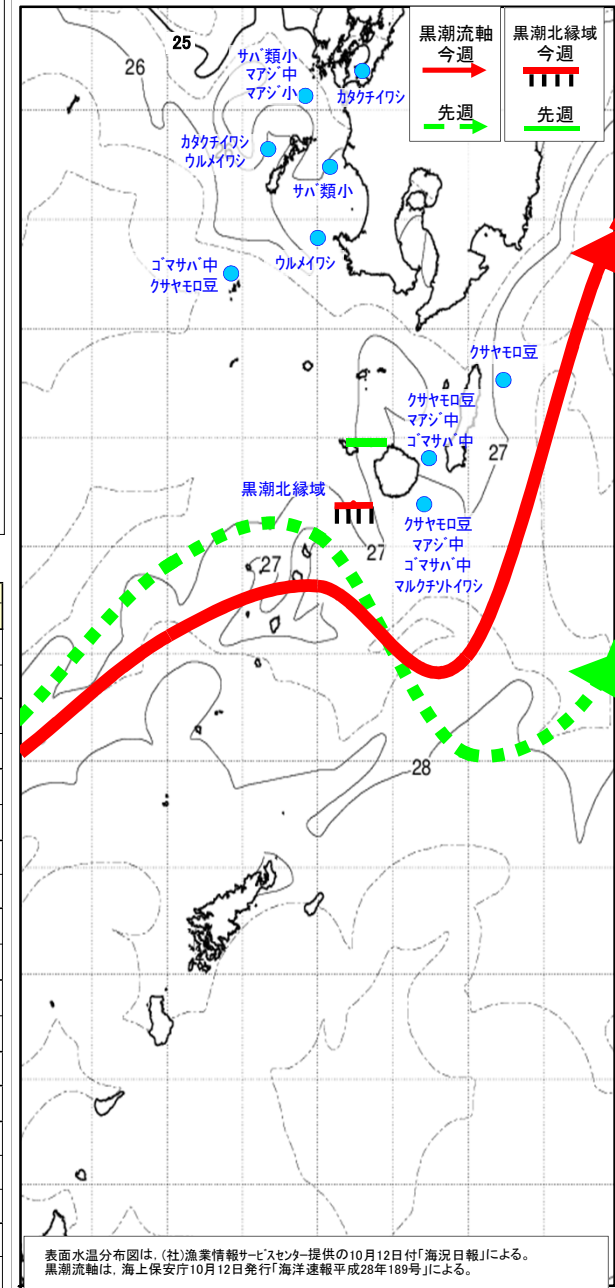 黒潮流軸
今週
先週
黒潮北縁域
今週
先週
25
26
サバ類小
マアジ中
マアジ小
カタクチイワシ
カタクチイワシ
ウルメイワシ
サバ類小
ウルメイワシ
ゴマサバ中
クサヤモロ豆
クサヤモロ豆
クサヤモロ豆
マアジ中
ゴマサバ中
27
黒潮北縁域
27
27
クサヤモロ豆
マアジ中
ゴマサバ中
マルクチソトイワシ
28
表面水温分布図は，（社）漁業情報サービスセンター提供の10月12日付「海況日報」による。
黒潮流軸は，海上保安庁10月12日発行「海洋速報平成28年189号」による。